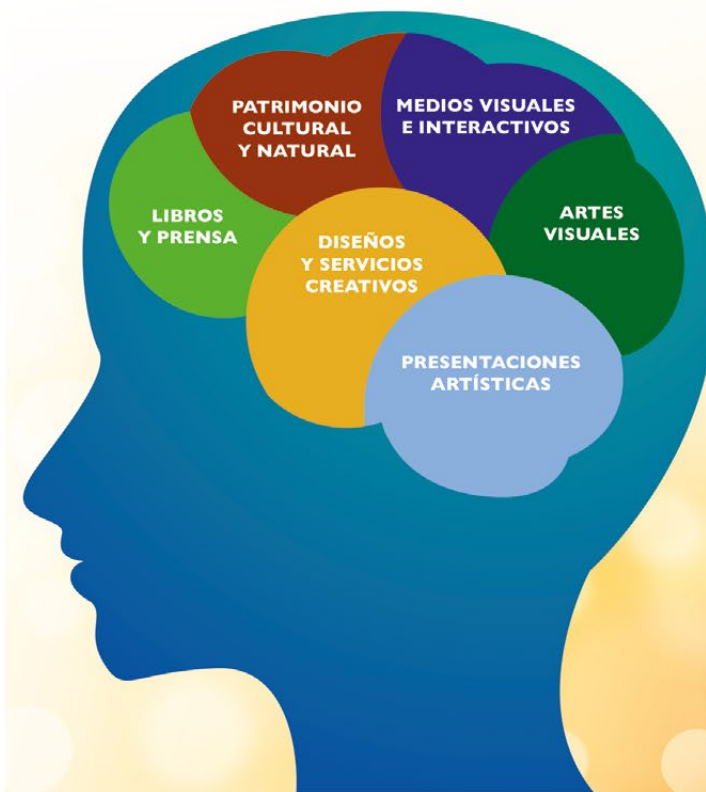 PATRIMONIO
CULTURAL
Y NATURAL
MEDIOS VISUALES
E INTERACTIVOS
LIBROS
Y PRENSA
DISEÑOS
Y SERVICIOS
CREATIVOS
ARTES
VISUALES
PRESENTACIONES
ARTÍSTICAS